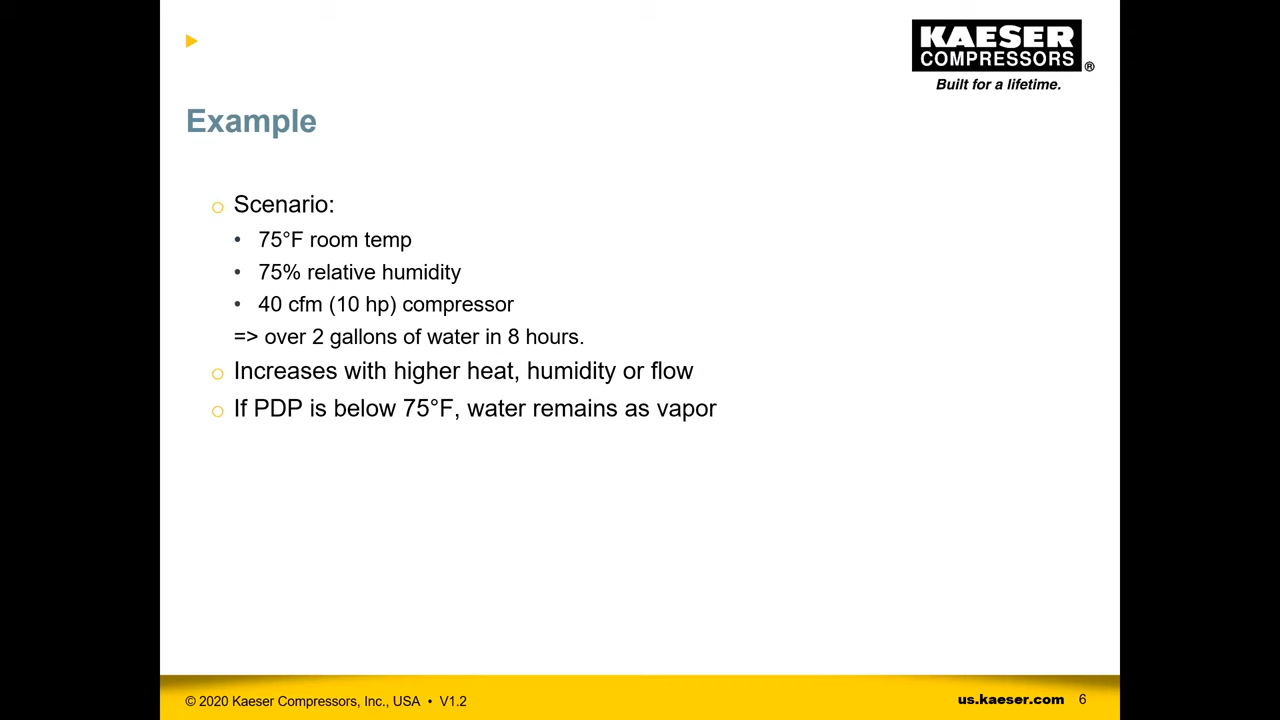 KAESER
COMPRESSORS®
Built for a lifetime.
Example
Scenario:
• 75°F room temp
• 75% relative humidity
• 40 cfm (10 hp) compressor
=> over 2 gallons of water in 8 hours.
Increases with higher heat, humidity or flow
If PDP is below 75°F, water remains as vapor
© 2020 Kaeser Compressors, Inc., USA • V1.2
us.kaeser.com 6